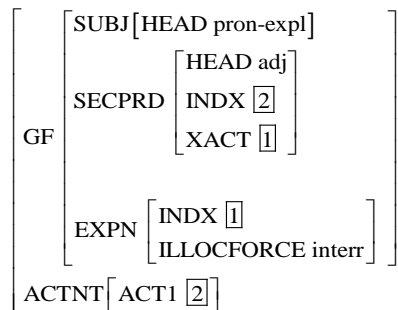 SUBJ[HEAD pron-expl]
HEAD adj
SECPRD INDX 2
XACT 1
GF
EXPN INDX 1
ILLOCFORCE interr
ACTNT[ACT1 2]